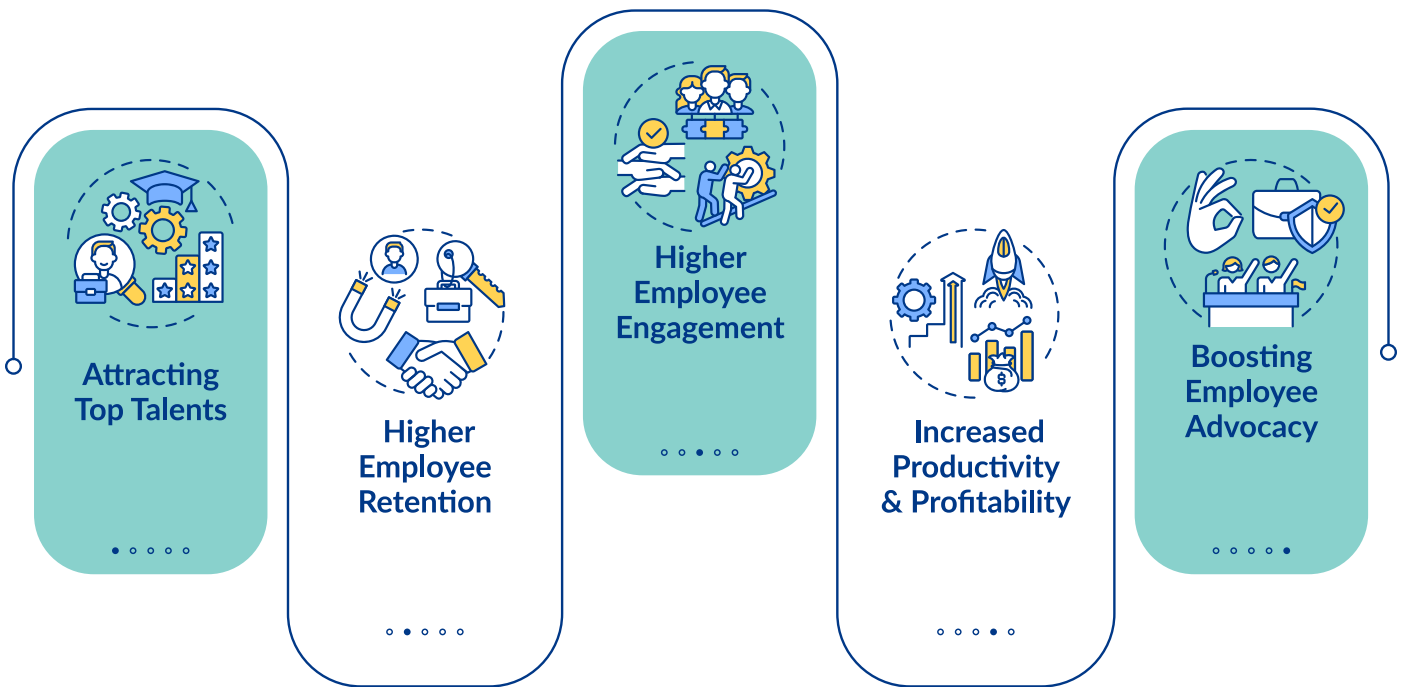 Attracting
Top Talents
Higher
Employee
Retention
Higher
Employee
Engagement
$
Increased
Productivity
& Profitability
Boosting
Employee
Advocacy